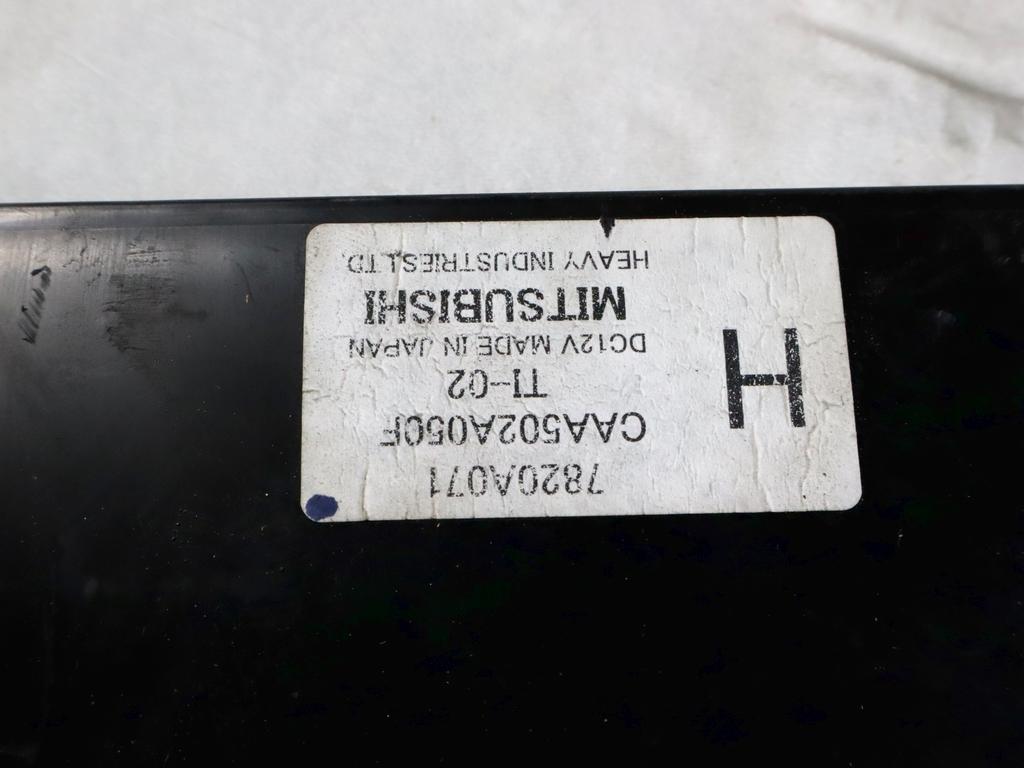 7820A071
CAA502A050F
TI-02
DC12V MADE IN JAPAN
MITSUBISHI
HEAVY INDUSTRIES,LTD.
H